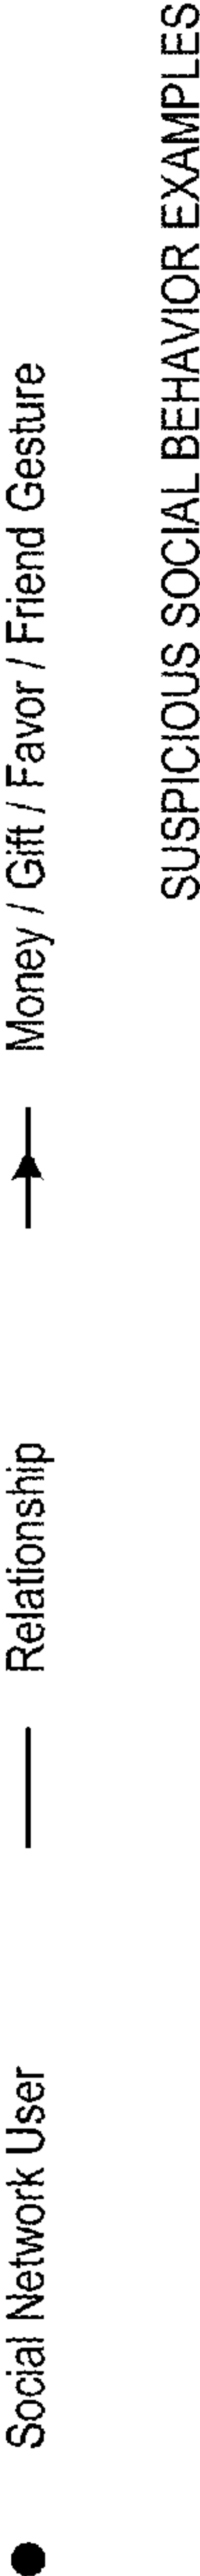 Social Network User
Relationship
Money / Gift / Favor / Friend Gesture
SUSPICIOUS SOCIAL BEHAVIOR EXAMPLES